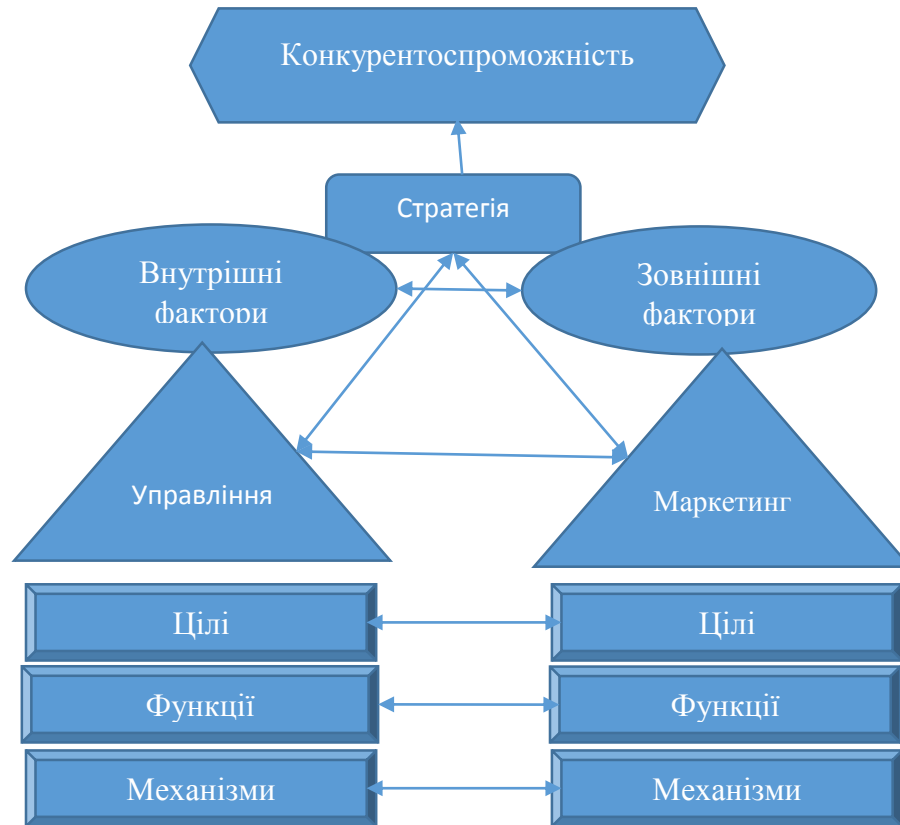 Конкурентоспроможність
Стратегія
Внутрішні
фактори
Зовнішні
фактори
Управління
Маркетинг
Цілі
Цілі
Функції
Функції
Механізми
Механізми